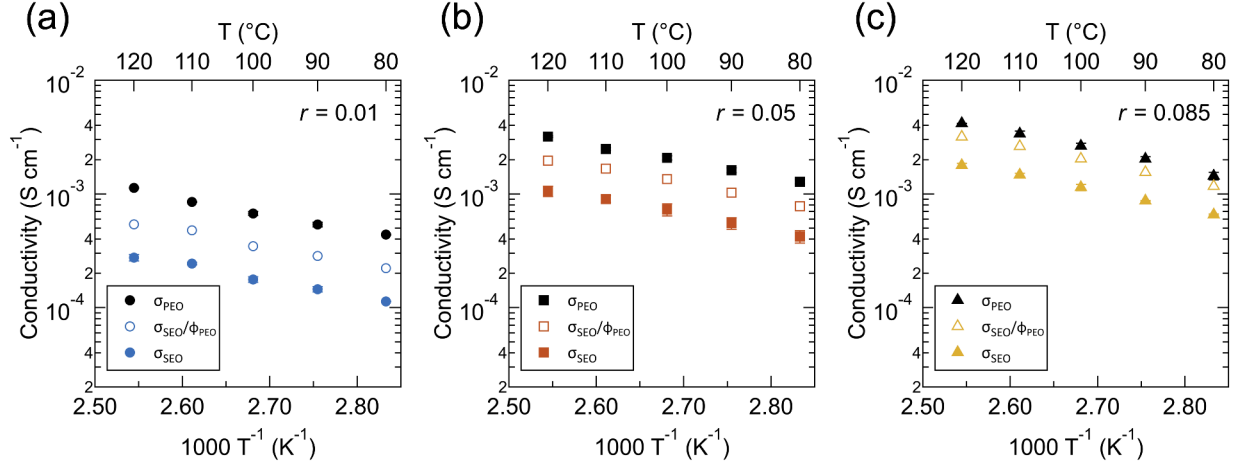 (a)
T (°C)
120 110 100 90 80
r = 0.01
Conductivity (S cm⁻¹)
10⁻²
4
2
10⁻³
4
2
10⁻⁴
4
2
σPEO
σSEO/ϕPEO
σSEO
2.50 2.60 2.70 2.80
1000 T⁻¹ (K⁻¹)
(b)
T (°C)
120 110 100 90 80
r = 0.05
Conductivity (S cm⁻¹)
10⁻²
4
2
10⁻³
4
2
10⁻⁴
4
2
σPEO
σSEO/ϕPEO
σSEO
2.50 2.60 2.70 2.80
1000 T⁻¹ (K⁻¹)
(c)
T (°C)
120 110 100 90 80
r = 0.085
Conductivity (S cm⁻¹)
10⁻²
4
2
10⁻³
4
2
10⁻⁴
4
2
σPEO
σSEO/ϕPEO
σSEO
2.50 2.60 2.70 2.80
1000 T⁻¹ (K⁻¹)